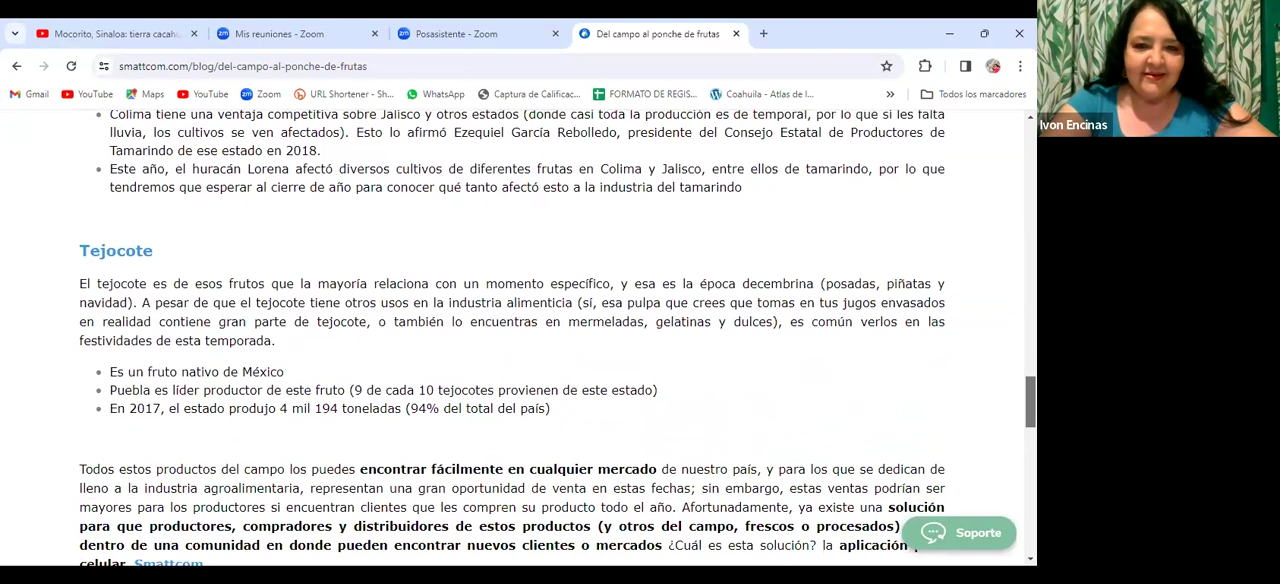 Mocorito, Sinaloa: tierra cacahu
Mis reuniones - Zoom
Posasistente - Zoom
Del campo al ponche de frutas
smattcom.com/blog/del-campo-al-ponche-de-frutas
Gmail YouTube Maps YouTube Zoom URL Shortener - Sh... WhatsApp Captura de Calificac... FORMATO DE REGIS... Coahuila - Atlas de l... » Todos los marcadores
Ivon Encinas
Colima tiene una ventaja competitiva sobre Jalisco y otros estados (donde casi toda la producción es de temporal, por lo que si les falta
lluvia, los cultivos se ven afectados). Esto lo afirmó Ezequiel García Rebolledo, presidente del Consejo Estatal de Productores de
Tamarindo de ese estado en 2018.
Este año, el huracán Lorena afectó diversos cultivos de diferentes frutas en Colima y Jalisco, entre ellos de tamarindo, por lo que
tendremos que esperar al cierre de año para conocer qué tanto afectó esto a la industria del tamarindo
Tejocote
El tejocote es de esos frutos que la mayoría relaciona con un momento específico, y esa es la época decembrina (posadas, piñatas y
navidad). A pesar de que el tejocote tiene otros usos en la industria alimenticia (sí, esa pulpa que crees que tomas en tus jugos envasados
en realidad contiene gran parte de tejocote, o también lo encuentras en mermeladas, gelatinas y dulces), es común verlos en las
festividades de esta temporada.
Es un fruto nativo de México
Puebla es líder productor de este fruto (9 de cada 10 tejocotes provienen de este estado)
En 2017, el estado produjo 4 mil 194 toneladas (94% del total del país)
Todos estos productos del campo los puedes encontrar fácilmente en cualquier mercado de nuestro país, y para los que se dedican de
lleno a la industria agroalimentaria, representan una gran oportunidad de venta en estas fechas; sin embargo, estas ventas podrían ser
mayores para los productores si encuentran clientes que les compren su producto todo el año. Afortunadamente, ya existe una solución
para que productores, compradores y distribuidores de estos productos (y otros del campo, frescos o procesados)
dentro de una comunidad en donde pueden encontrar nuevos clientes o mercados ¿Cuál es esta solución? la aplicación
celular, Smattcom
Soporte